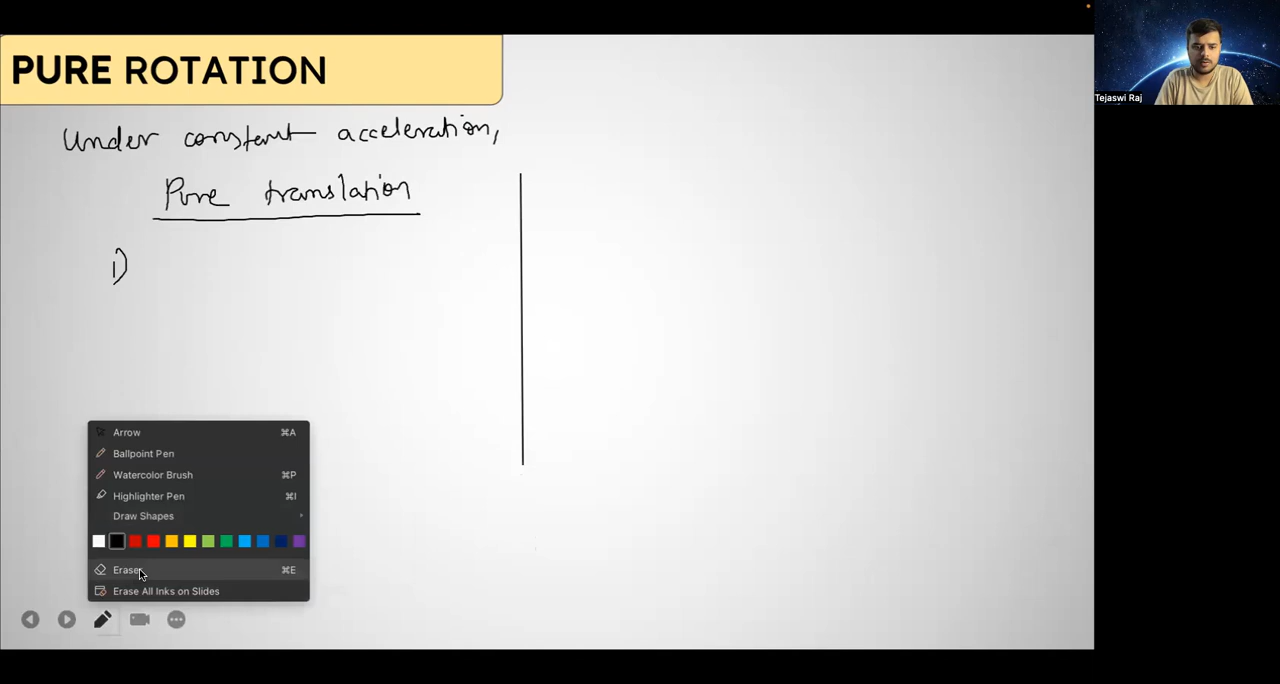 PURE ROTATION
Under constant acceleration,
Pure translation
1)
Arrow ⌘A
Ballpoint Pen
Watercolor Brush ⌘P
Highlighter Pen ⌘I
Draw Shapes
Eraser ⌘E
Erase All Inks on Slides
Tejaswi Raj